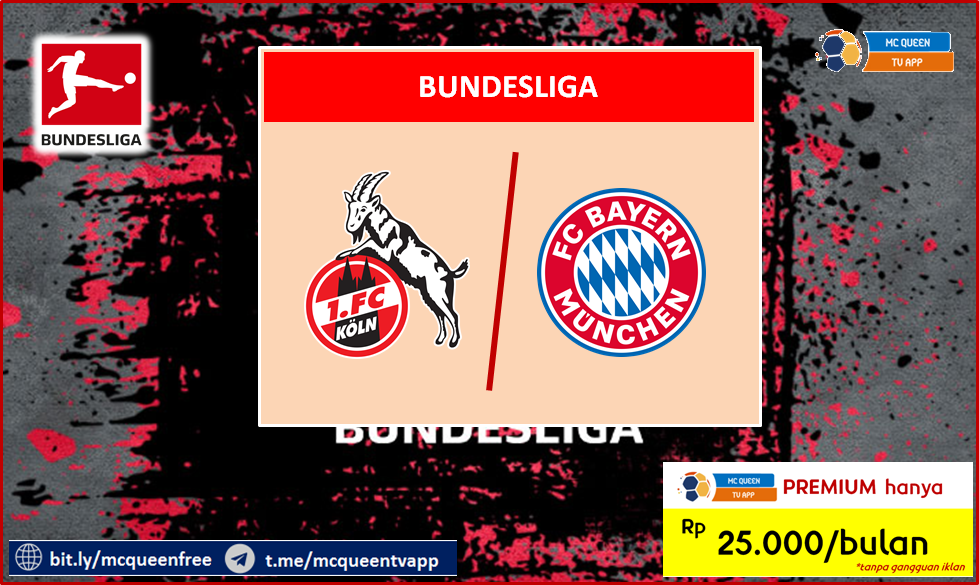 BUNDESLIGA
MC QUEEN
TV APP
BUNDESLIGA
1.FC
KÖLN
FC BAYERN
MÜNCHEN
BUNDESLIGA
MC QUEEN
TV APP
PREMIUM hanya
Rp 25.000/bulan
*tanpa gangguan iklan
bit.ly/mcqueenfree
t.me/mcqueentvapp